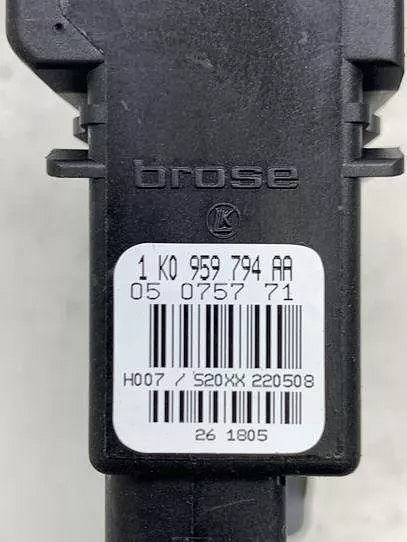 brose
K
1 K0 959 794 AA
05 0757 71
H007 / S20XX 220508
26 1805